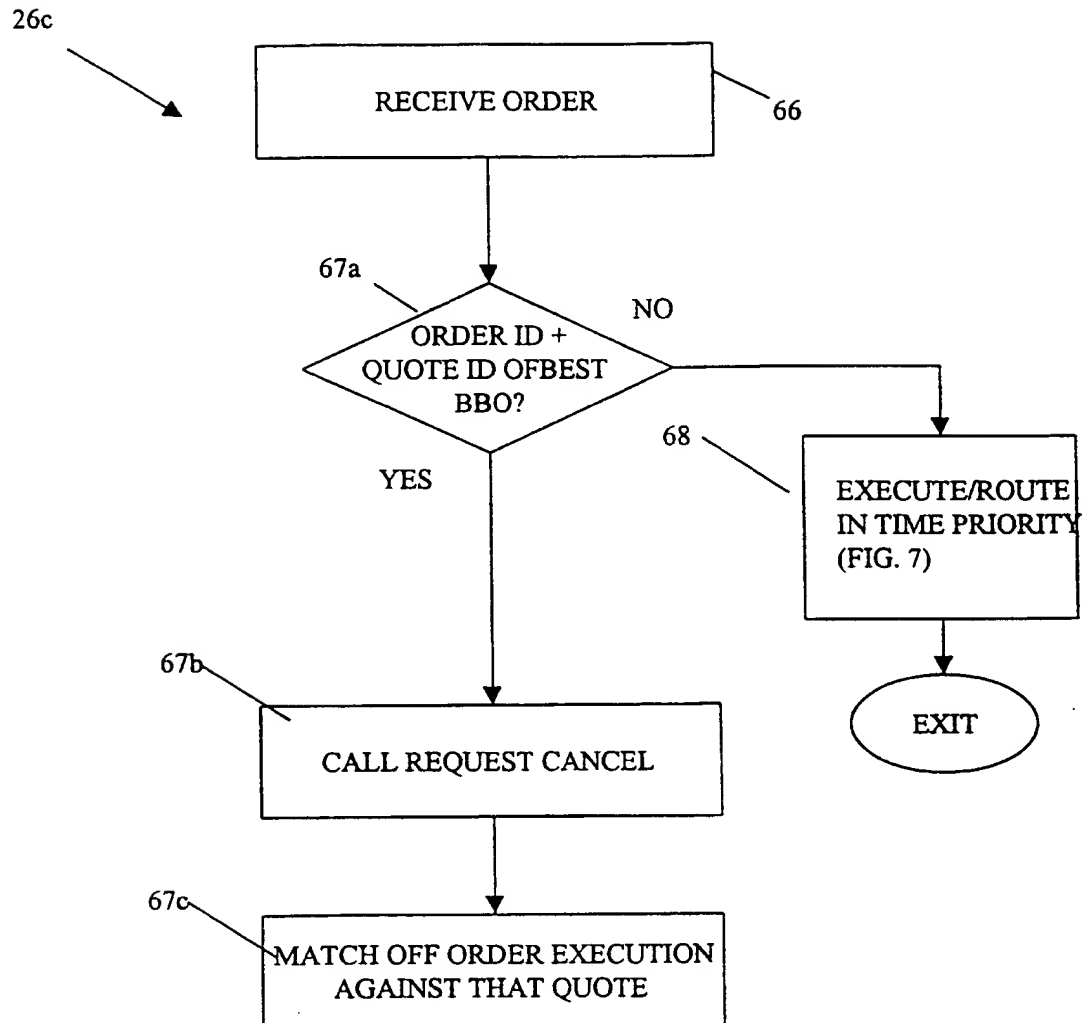 26c
RECEIVE ORDER
66
67a
NO
ORDER ID +
QUOTE ID OFBEST
BBO?
YES
68
EXECUTE/ROUTE
IN TIME PRIORITY
(FIG. 7)
EXIT
67b
CALL REQUEST CANCEL
67c
MATCH OFF ORDER EXECUTION
AGAINST THAT QUOTE